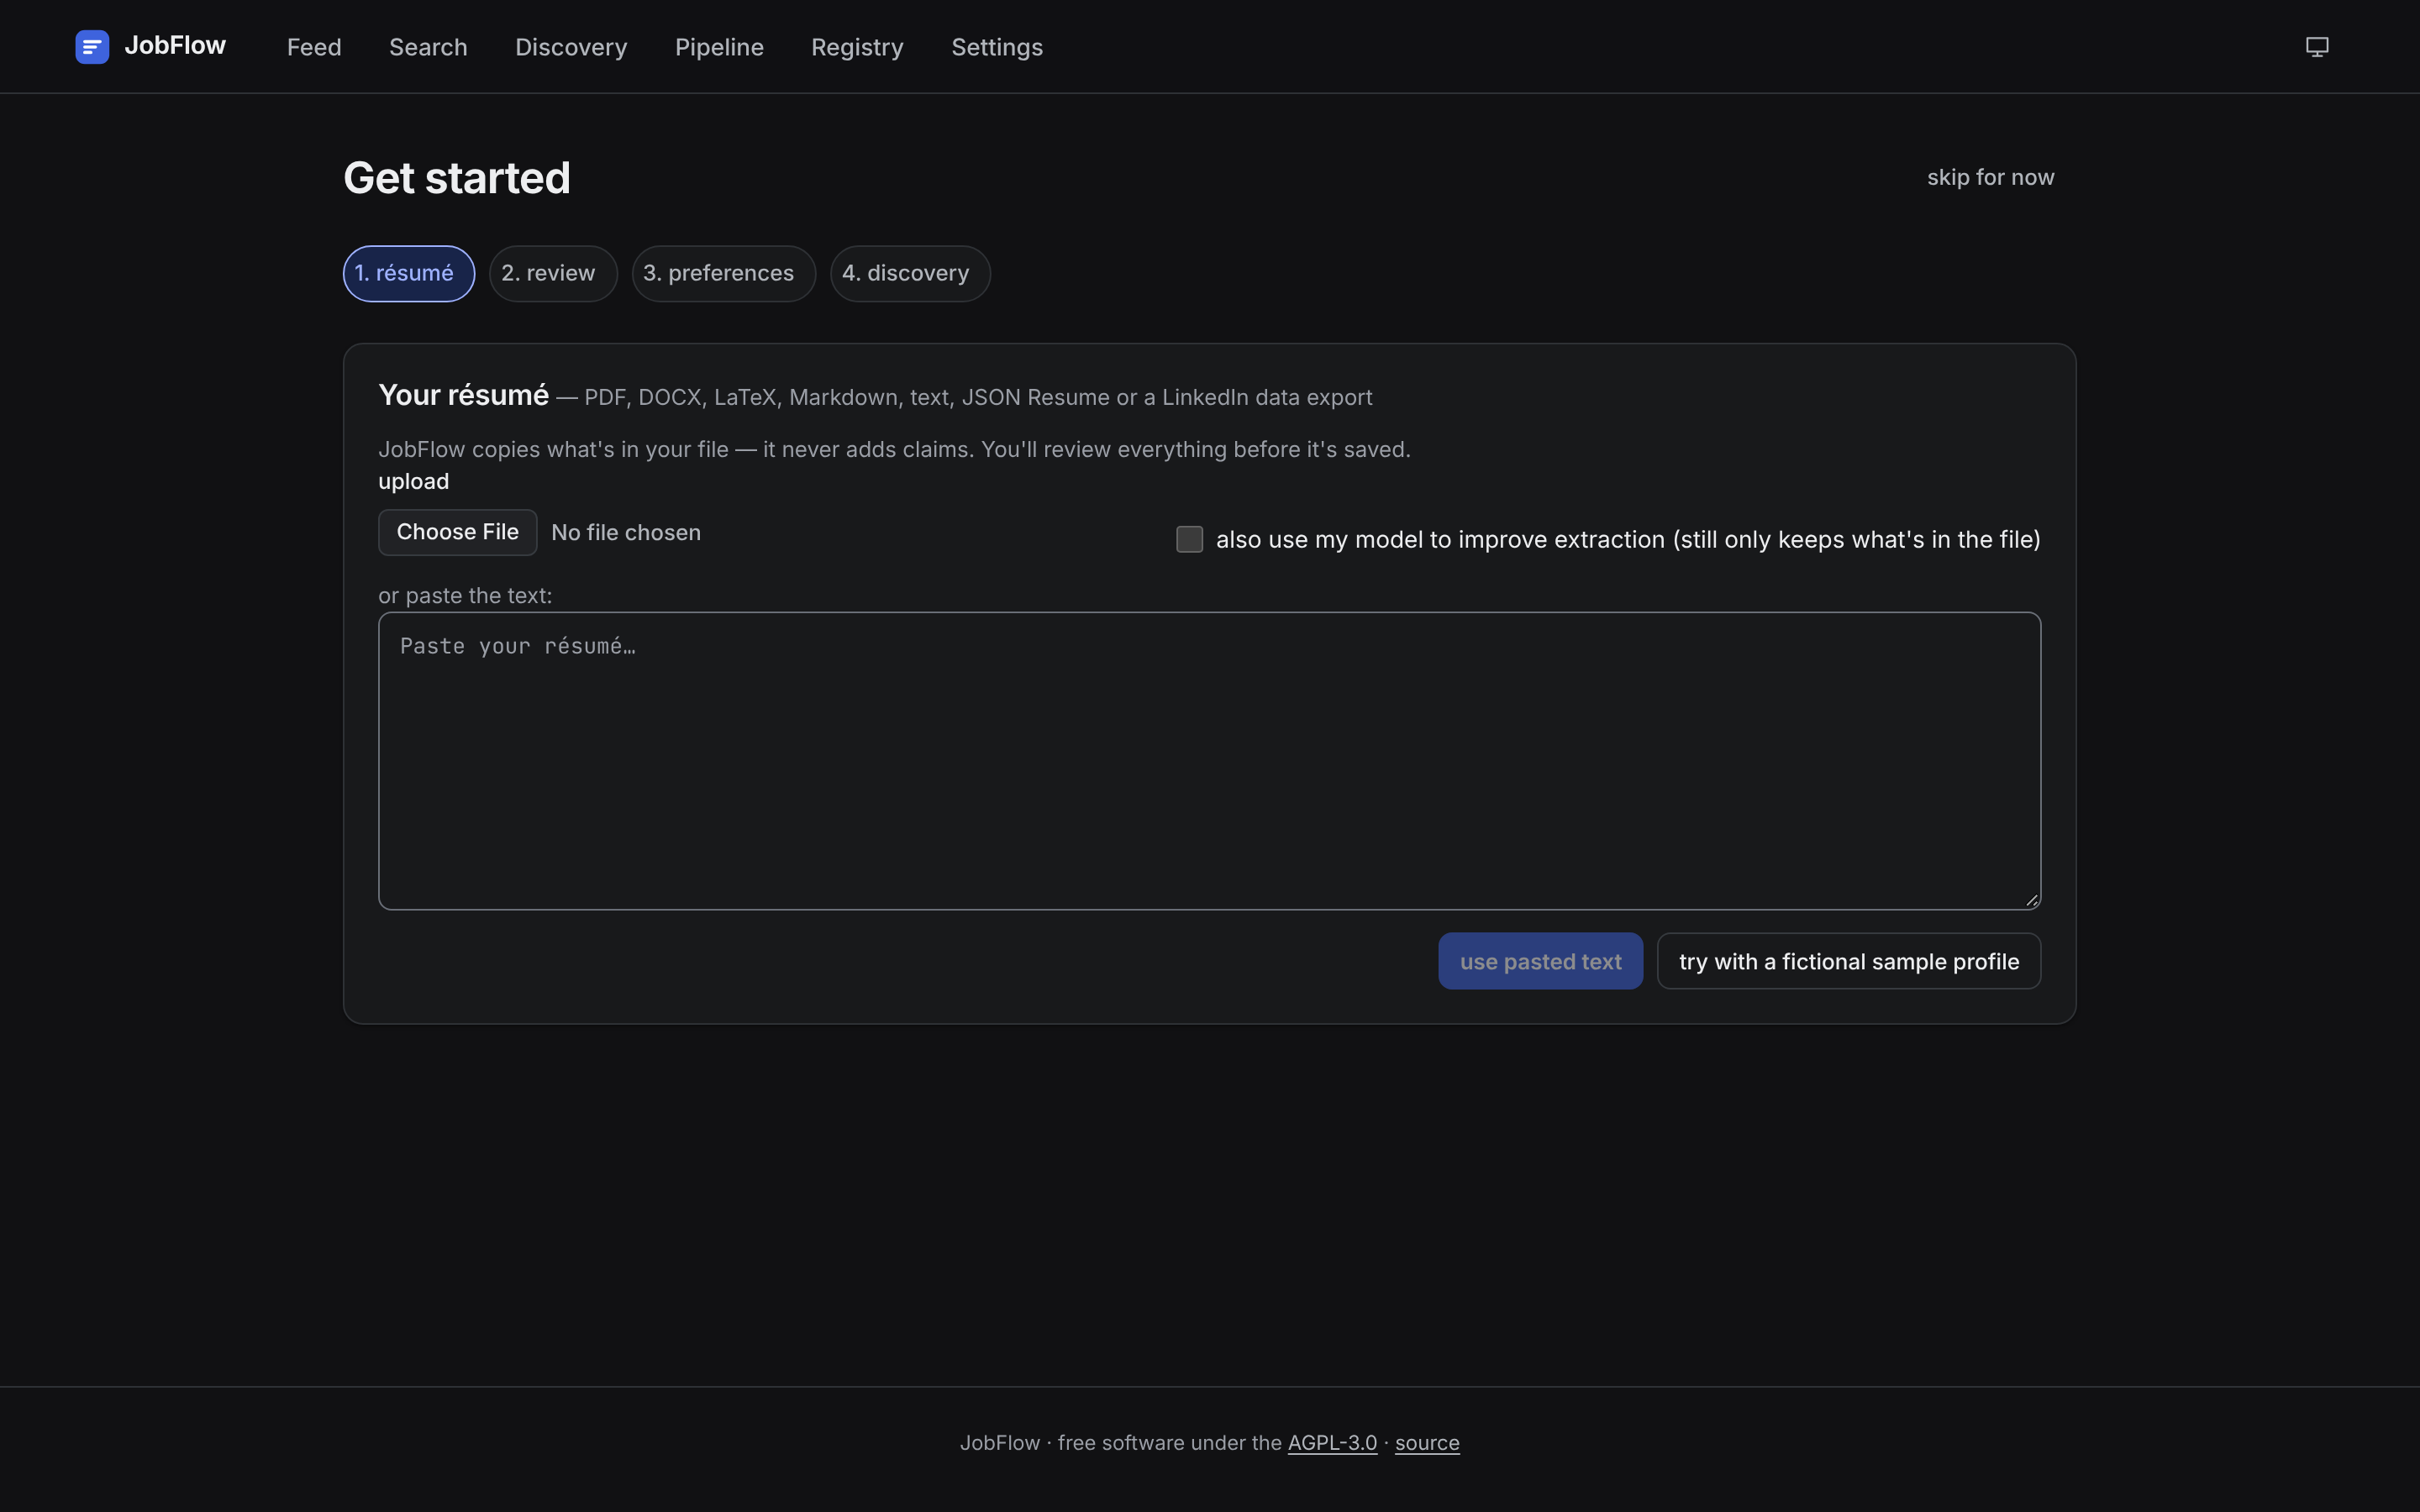 JobFlow Feed Search Discovery Pipeline Registry Settings
Get started skip for now
1. résumé 2. review 3. preferences 4. discovery
Your résumé — PDF, DOCX, LaTeX, Markdown, text, JSON Resume or a LinkedIn data export
JobFlow copies what's in your file — it never adds claims. You'll review everything before it's saved.
upload
Choose File No file chosen also use my model to improve extraction (still only keeps what's in the file)
or paste the text:
Paste your résumé…
use pasted text try with a fictional sample profile
JobFlow · free software under the AGPL-3.0 · source